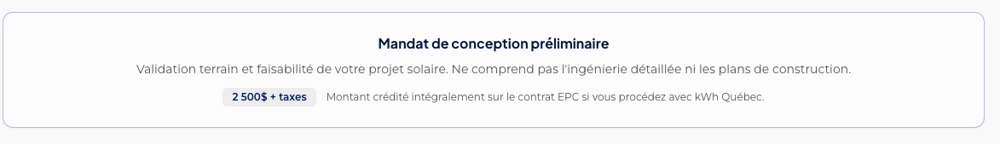 Mandat de conception préliminaire
Validation terrain et faisabilité de votre projet solaire. Ne comprend pas l'ingénierie détaillée ni les plans de construction.
2 500$ + taxes Montant crédité intégralement sur le contrat EPC si vous procédez avec kWh Québec.